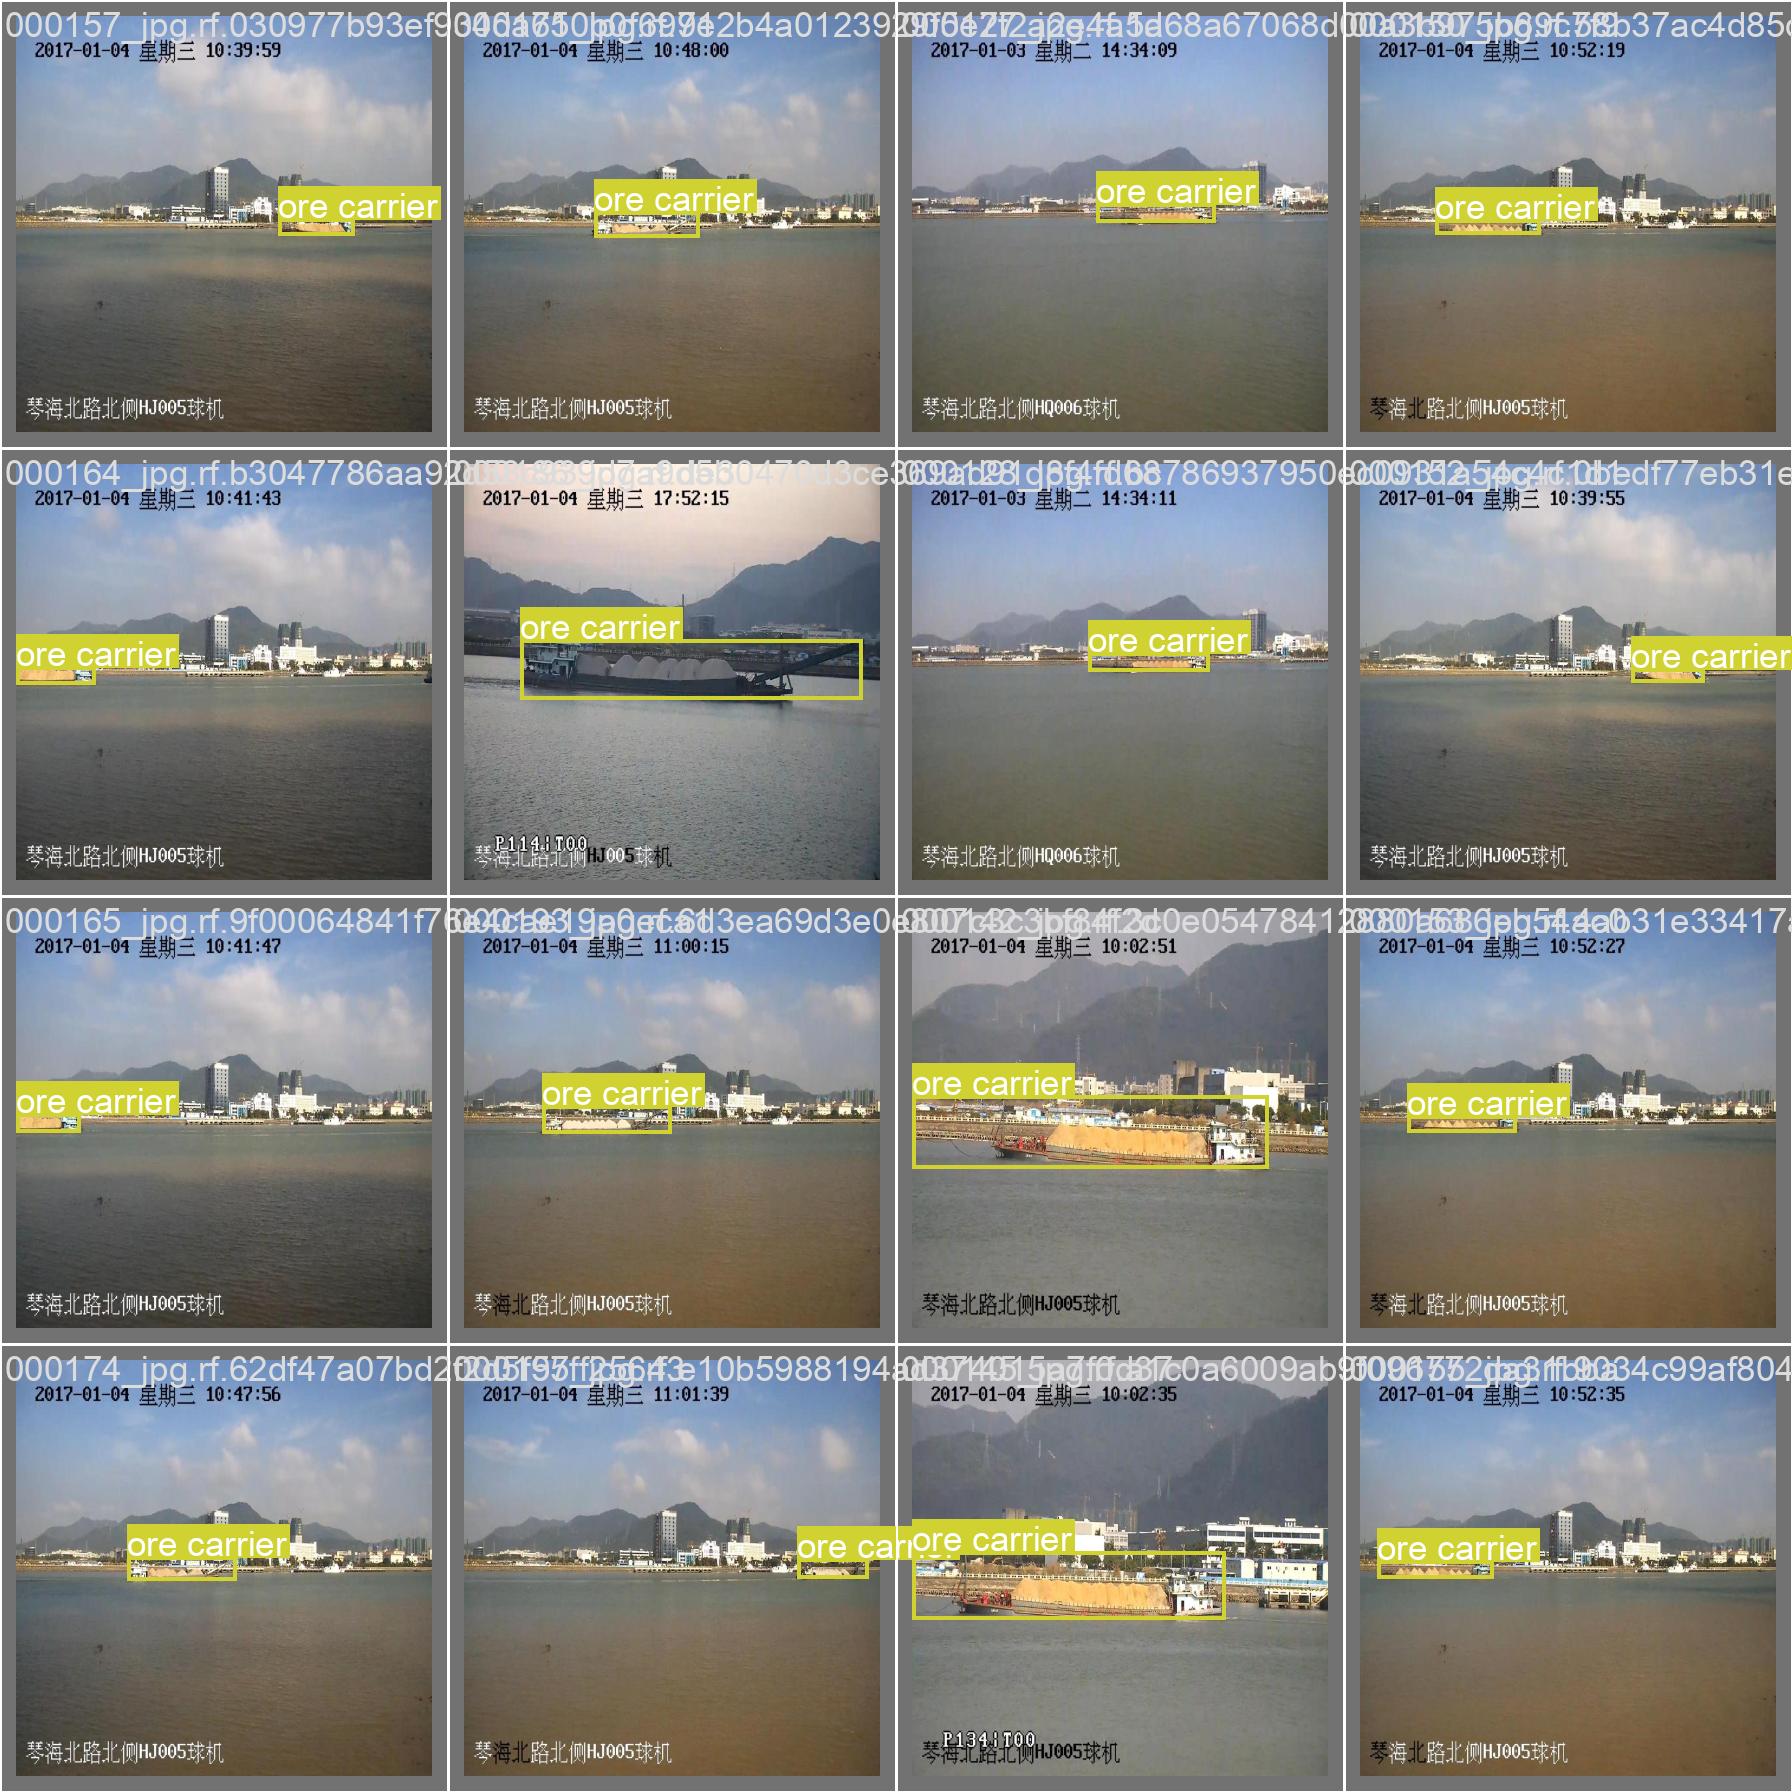 2017-01-04 星期三 10:39:59
ore carrier
琴海北路北侧HJ005球机
2017-01-04 星期三 10:48:00
ore carrier
琴海北路北侧HJ005球机
2017-01-03 星期二 14:34:09
ore carrier
琴海北路北侧HQ006球机
2017-01-04 星期三 10:52:19
ore carrier
琴海北路北侧HJ005球机
2017-01-04 星期三 10:41:43
ore carrier
琴海北路北侧HJ005球机
2017-01-04 星期三 17:52:15
ore carrier
P114:T00
琴海北路北侧HJ005球机
2017-01-03 星期二 14:34:11
ore carrier
琴海北路北侧HQ006球机
2017-01-04 星期三 10:39:55
ore carrier
琴海北路北侧HJ005球机
2017-01-04 星期三 10:41:47
ore carrier
琴海北路北侧HJ005球机
2017-01-04 星期三 11:00:15
ore carrier
琴海北路北侧HJ005球机
2017-01-04 星期三 10:02:51
ore carrier
琴海北路北侧HJ005球机
2017-01-04 星期三 10:52:27
ore carrier
琴海北路北侧HJ005球机
2017-01-04 星期三 10:47:56
ore carrier
琴海北路北侧HJ005球机
2017-01-04 星期三 11:01:39
ore carrier
琴海北路北侧HJ005球机
2017-01-04 星期三 10:02:35
ore carrier
P134:T00
琴海北路北侧HJ005球机
2017-01-04 星期三 10:52:35
ore carrier
琴海北路北侧HJ005球机